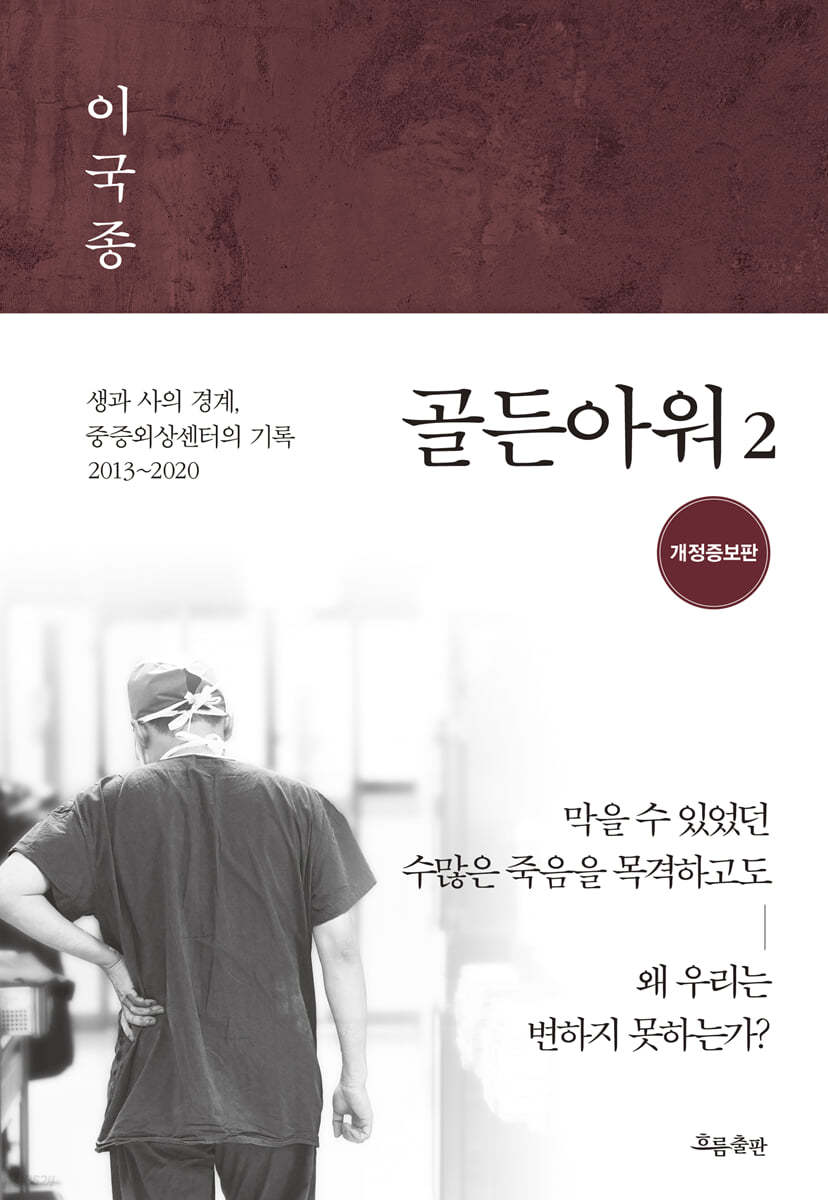 이국종
생과 사의 경계,
중증외상센터의 기록
2013~2020
골든아워 2
개정증보판
막을 수 있었던
수많은 죽음을 목격하고도
왜 우리는
변하지 못하는가?
흐름출판